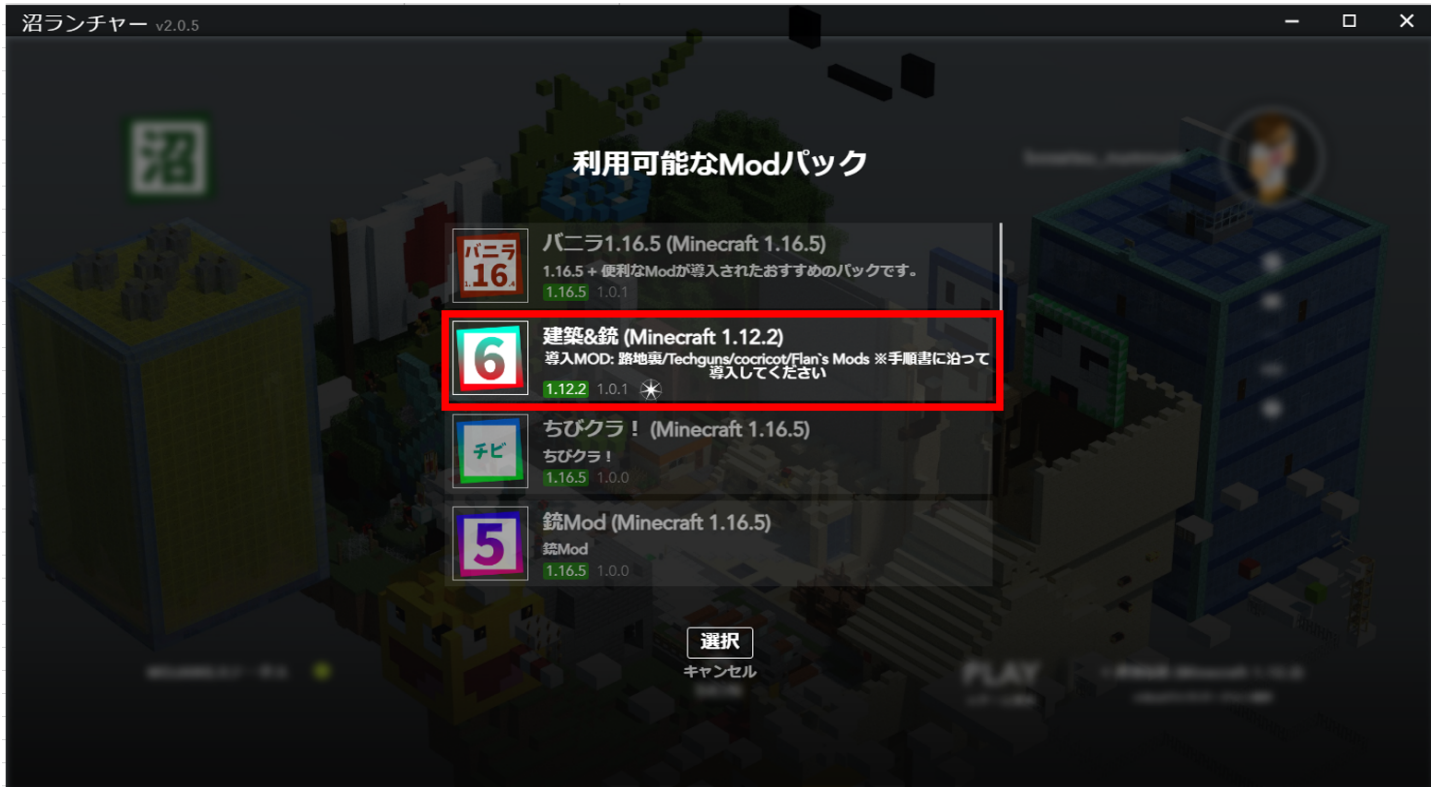 沼ランチャー v2.0.5
沼
利用可能なModパック
バニラ
16
バニラ1.16.5 (Minecraft 1.16.5)
1.16.5 + 便利なModが導入されたおすすめのパックです。
1.16.5 1.0.1
6
建築&銃 (Minecraft 1.12.2)
導入MOD: 路地裏/Techguns/cocricot/Flan`s Mods ※手順書に沿って
導入してください
1.12.2 1.0.1
チビ
ちびクラ! (Minecraft 1.16.5)
ちびクラ!
1.16.5 1.0.0
5
銃Mod (Minecraft 1.16.5)
銃Mod
1.16.5 1.0.0
選択
キャンセル
PLAY